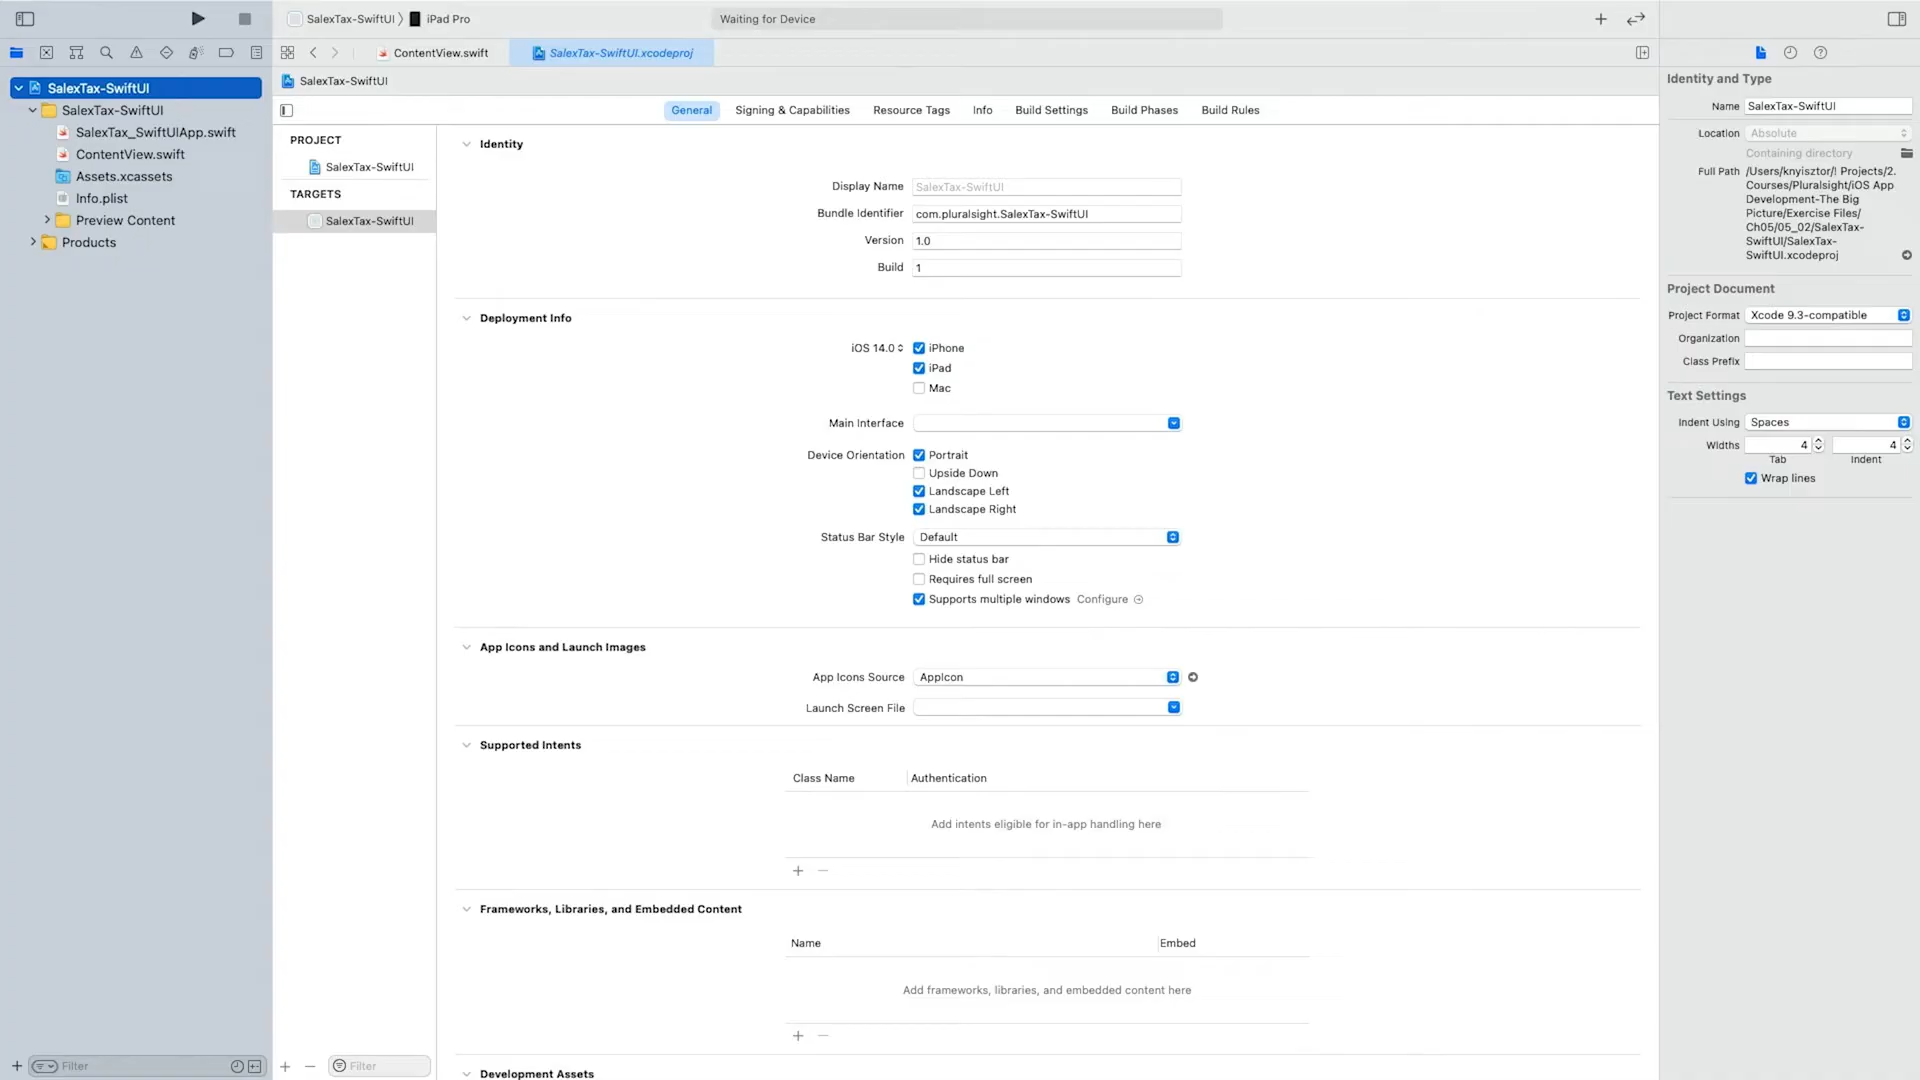 SalexTax-SwiftUI
iPad Pro
Waiting for Device
ContentView.swift
SalexTax-SwiftUI.xcodeproj
SalexTax-SwiftUI
SalexTax-SwiftUI
SalexTax_SwiftUIApp.swift
ContentView.swift
Assets.xcassets
Info.plist
Preview Content
Products
Filter
SalexTax-SwiftUI
General
Signing & Capabilities
Resource Tags
Info
Build Settings
Build Phases
Build Rules
PROJECT
SalexTax-SwiftUI
TARGETS
SalexTax-SwiftUI
Filter
Identity
Display Name SalexTax-SwiftUI
Bundle Identifier com.pluralsight.SalexTax-SwiftUI
Version 1.0
Build 1
Deployment Info
iOS 14.0 iPhone
iPad
Mac
Main Interface
Device Orientation Portrait
Upside Down
Landscape Left
Landscape Right
Status Bar Style Default
Hide status bar
Requires full screen
Supports multiple windows Configure
App Icons and Launch Images
App Icons Source AppIcon
Launch Screen File
Supported Intents
Class Name Authentication
Add intents eligible for in-app handling here
Frameworks, Libraries, and Embedded Content
Name Embed
Add frameworks, libraries, and embedded content here
Development Assets
Identity and Type
Name SalexTax-SwiftUI
Location Absolute
Containing directory
Full Path /Users/knyisztor/! Projects/2.
Courses/Pluralsight/iOS App
Development-The Big
Picture/Exercise Files/
Ch05/05_02/SalexTax-
SwiftUI/SalexTax-
SwiftUI.xcodeproj
Project Document
Project Format Xcode 9.3-compatible
Organization
Class Prefix
Text Settings
Indent Using Spaces
Widths 4 4
Tab Indent
Wrap lines